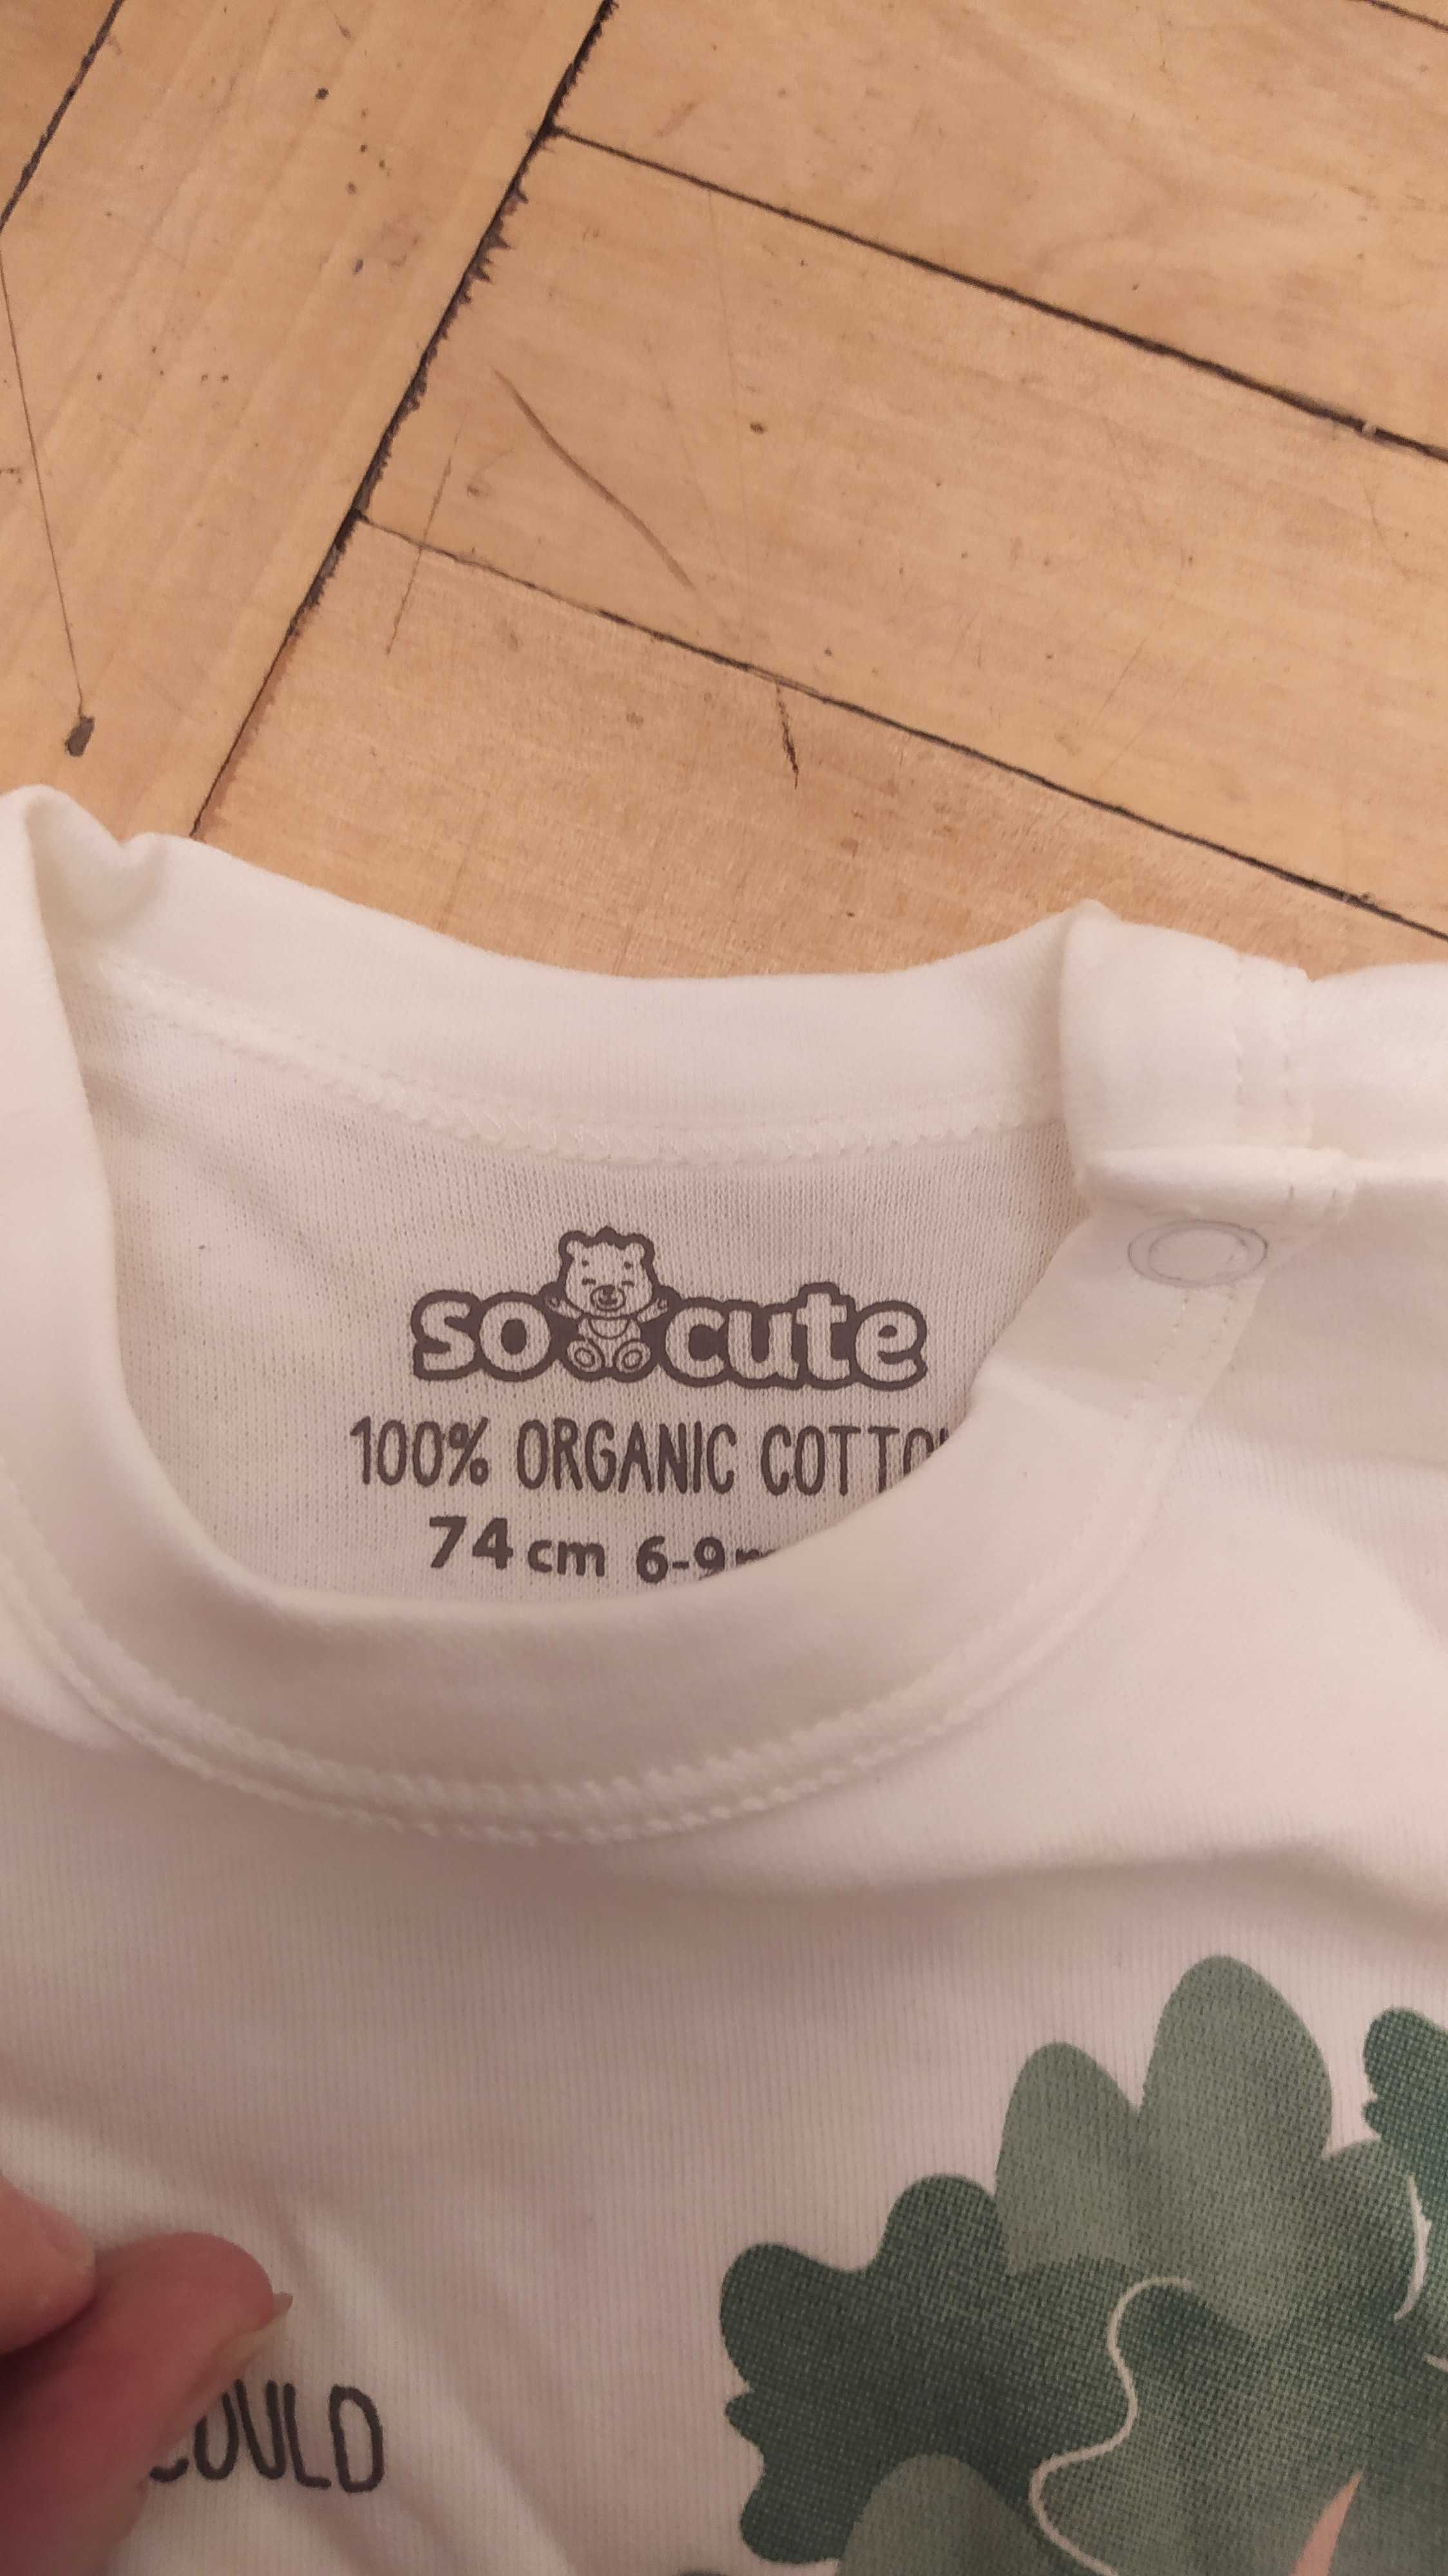 so cute
100% ORGANIC COTTO
74 cm 6-9
COULD